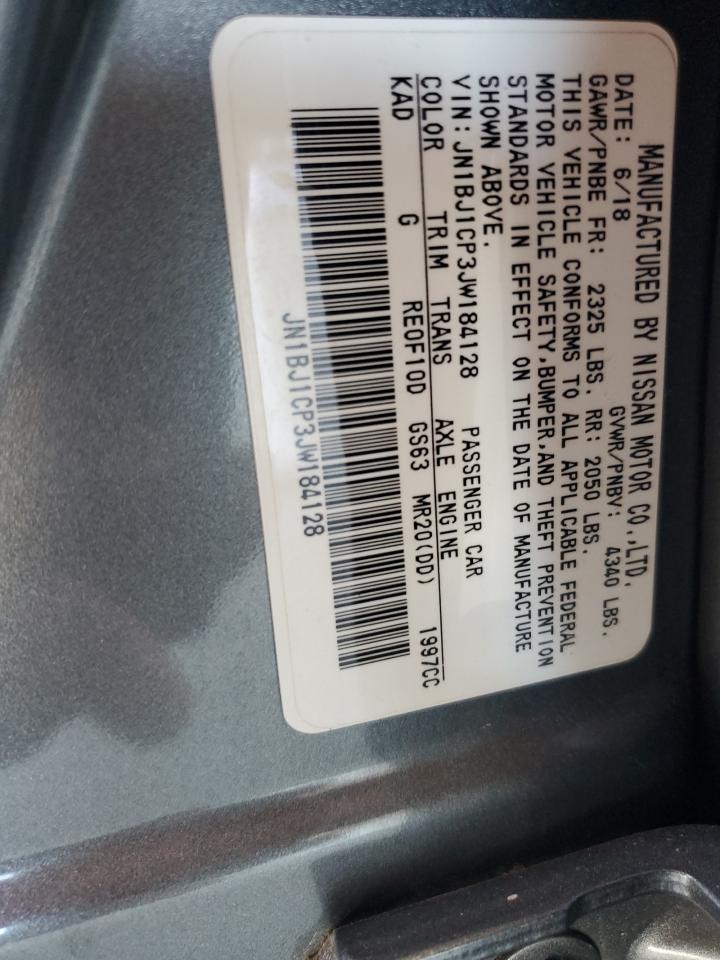 MANUFACTURED BY NISSAN MOTOR CO.,LTD.
DATE: 6/18 GVWR/PNBV: 4340 LBS.
GAWR/PNBE FR: 2325 LBS. RR: 2050 LBS.
THIS VEHICLE CONFORMS TO ALL APPLICABLE FEDERAL
MOTOR VEHICLE SAFETY,BUMPER,AND THEFT PREVENTION
STANDARDS IN EFFECT ON THE DATE OF MANUFACTURE
SHOWN ABOVE.
VIN: JN1BJ1CP3JW184128 PASSENGER CAR
COLOR TRIM TRANS AXLE ENGINE
KAD G RE0F10D GS63 MR20(DD) 1997CC
JN1BJ1CP3JW184128